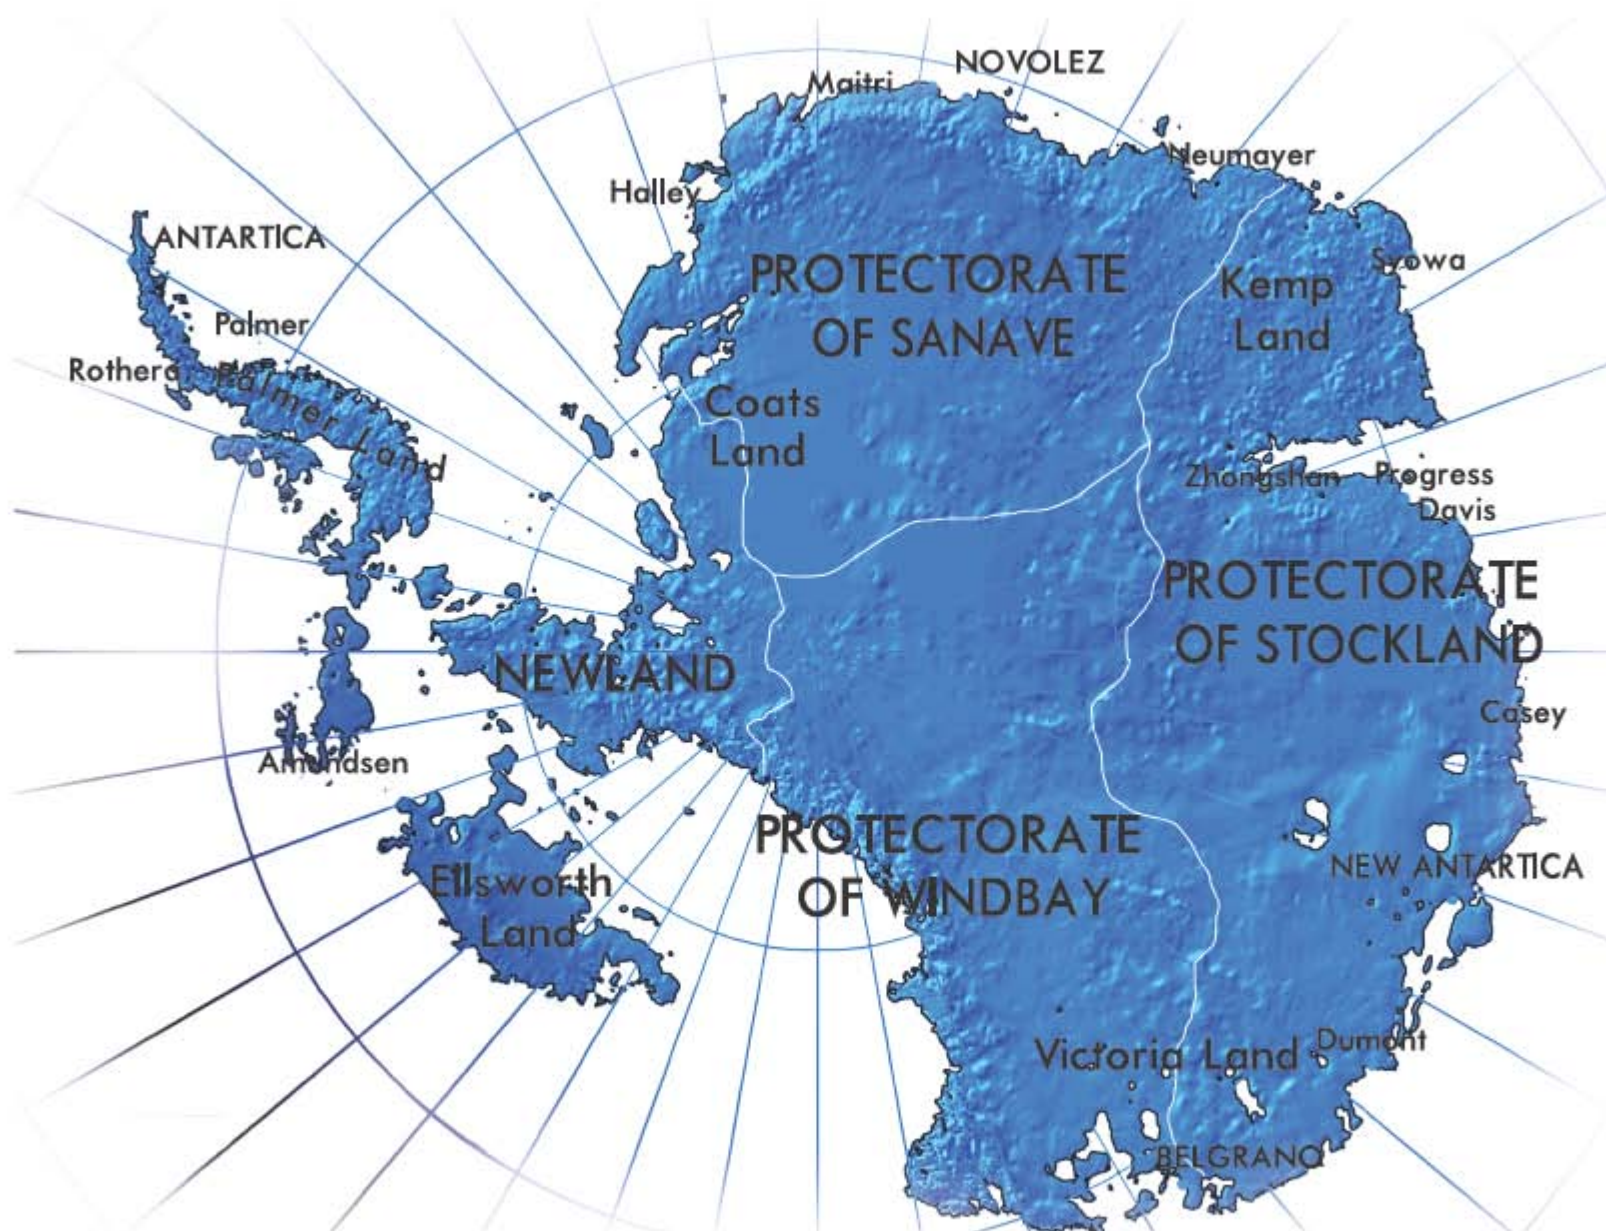 NOVOLEZ
Maitri
Neumayer
Halley
ANTARTICA
Syowa
PROTECTORATE
OF SANAVE
Kemp
Land
Palmer
Rothera
Palmer Land
Coats
Land
Zhongshan
Progress
Davis
PROTECTORATE
OF STOCKLAND
NEWLAND
Casey
Amundsen
PROTECTORATE
OF WINDBAY
NEW ANTARTICA
Ellsworth
Land
Victoria Land
Dumont
BELGRANO